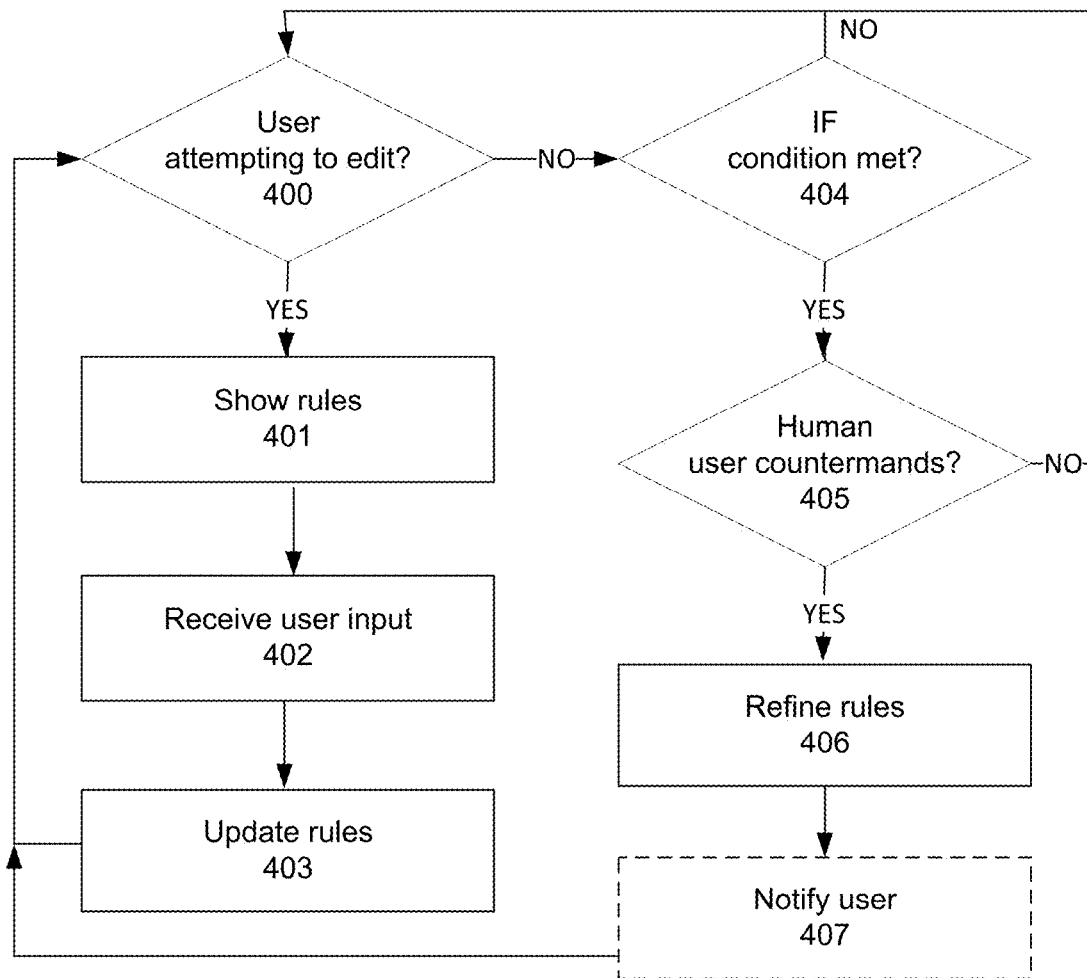 NO
User
attempting to edit?
400
NO
IF
condition met?
404
YES
YES
Show rules
401
Human
user countermands?
405
NO
Receive user input
402
YES
Refine rules
406
Update rules
403
Notify user
407